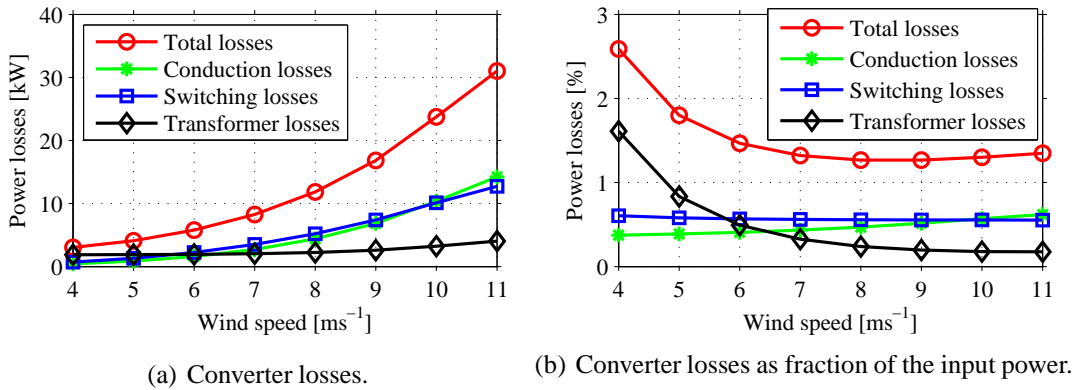 Power losses [kW]
40
30
20
10
0
Total losses
Conduction losses
Switching losses
Transformer losses
4 5 6 7 8 9 10 11
Wind speed [ms⁻¹]
(a) Converter losses.
Power losses [%]
3
2
1
0
Total losses
Conduction losses
Switching losses
Transformer losses
4 5 6 7 8 9 10 11
Wind speed [ms⁻¹]
(b) Converter losses as fraction of the input power.